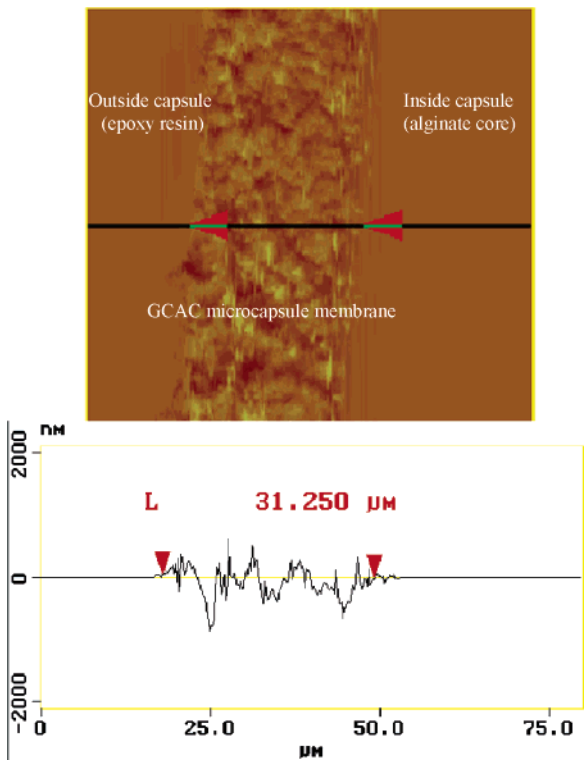 Outside capsule
(epoxy resin)
Inside capsule
(alginate core)
GCAC microcapsule membrane
nM
2000
L 31.250 µM
0
-2000
0 25.0 50.0 75.0
µM